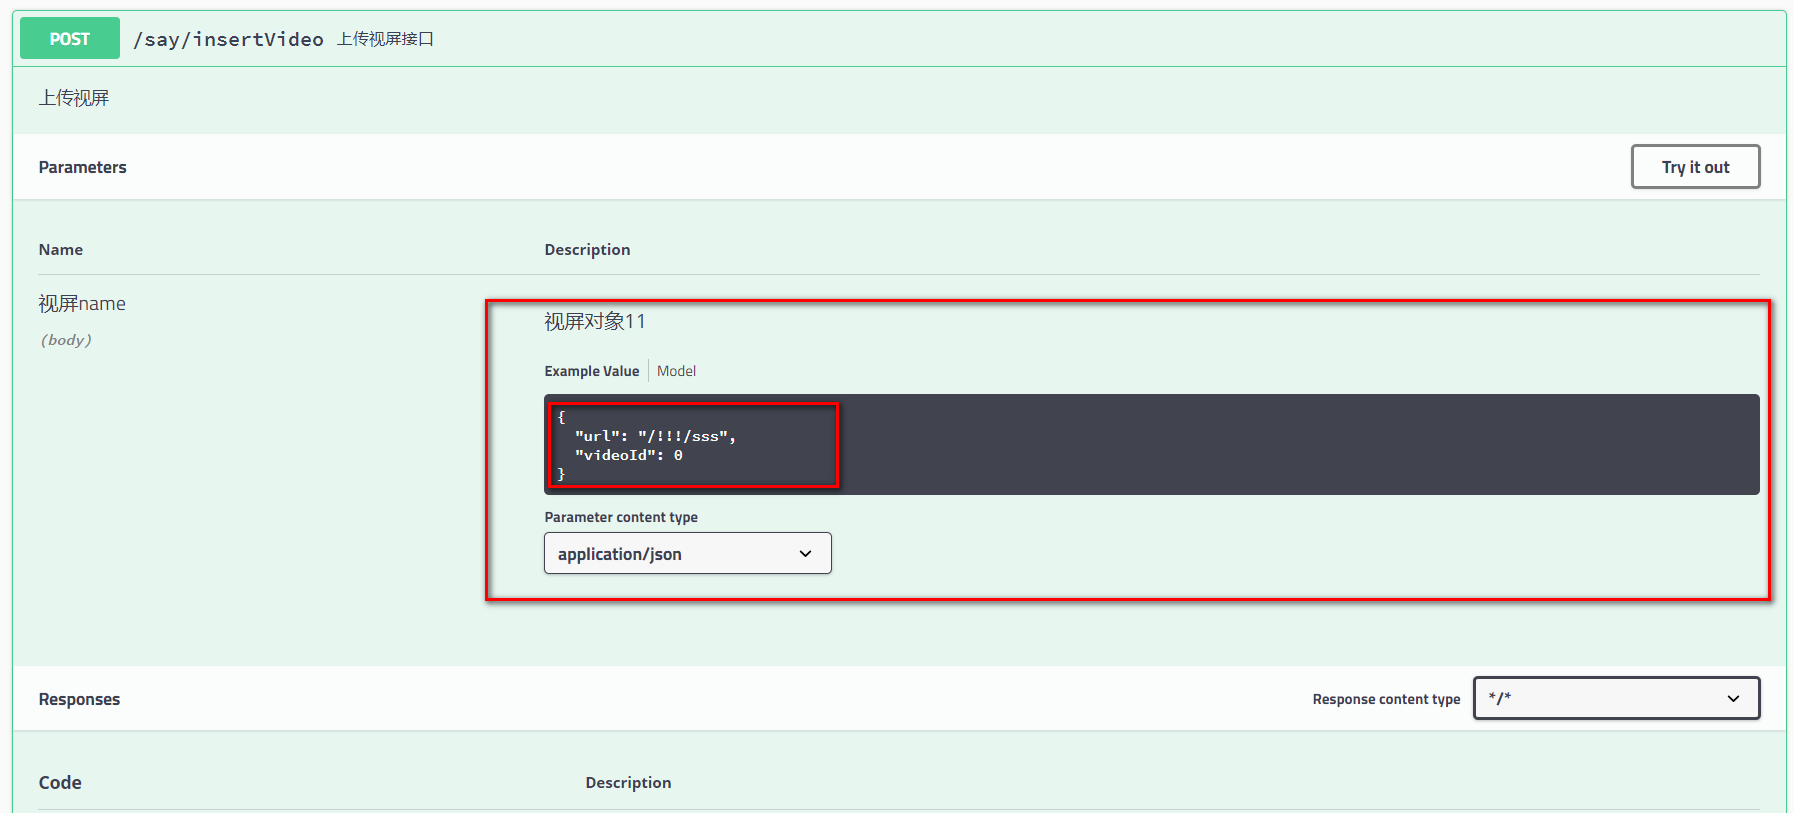 POST /say/insertVideo 上传视屏接口
上传视屏
Parameters Try it out
Name Description
视屏name 视屏对象11
(body)
Example Value Model
{
"url": "/!!!/sss",
"videoId": 0
}
Parameter content type
application/json
Responses Response content type */*
Code Description